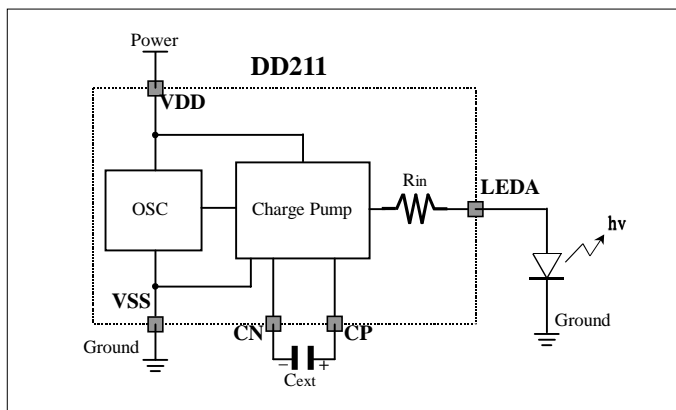 Power
DD211
VDD
OSC
Charge Pump
Rin
LEDA
hv
VSS
CN
CP
Ground
Ground
− +
Cext